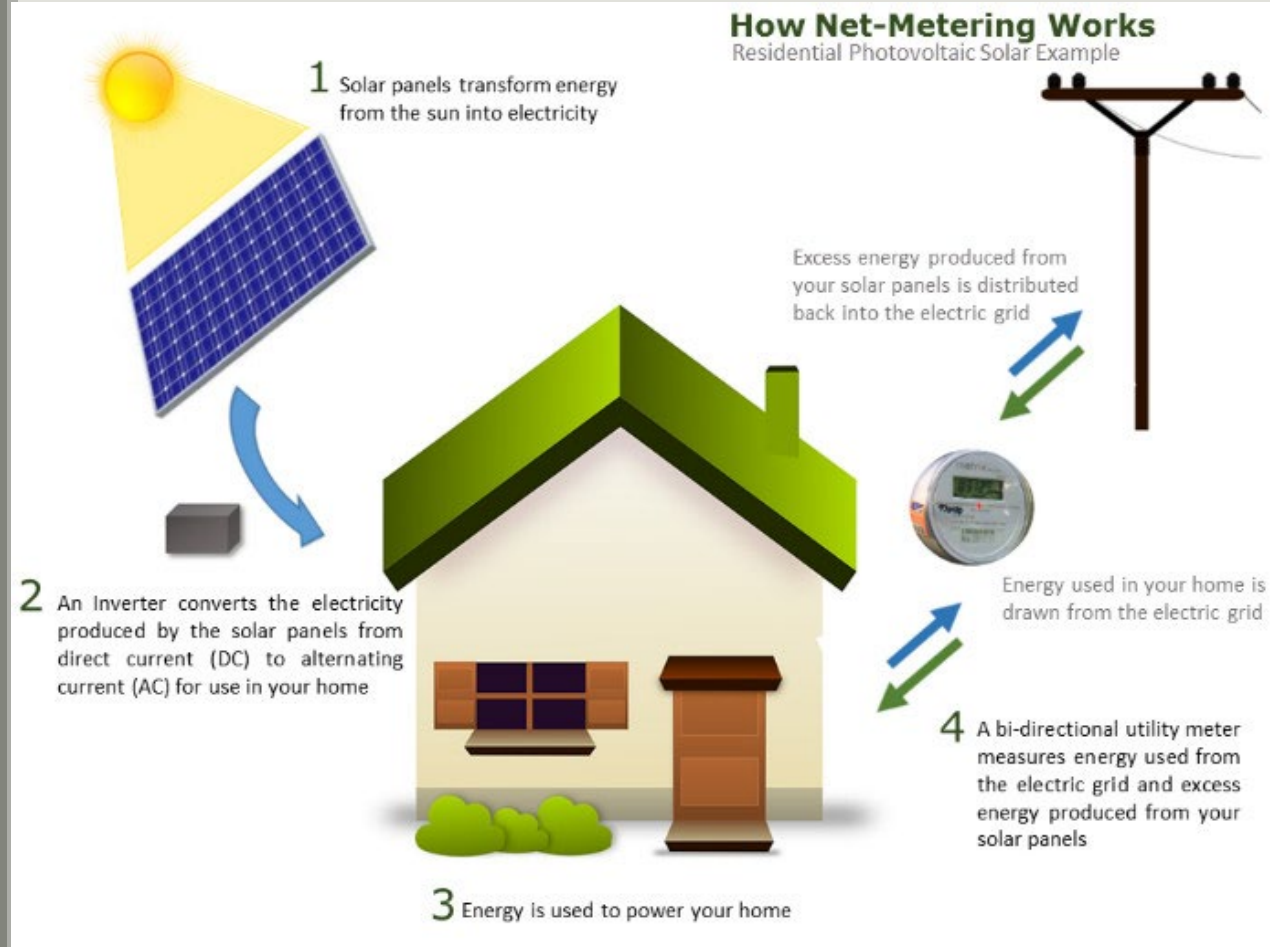 How Net-Metering Works
Residential Photovoltaic Solar Example
1 Solar panels transform energy
from the sun into electricity
Excess energy produced from
your solar panels is distributed
back into the electric grid
2 An Inverter converts the electricity
produced by the solar panels from
direct current (DC) to alternating
current (AC) for use in your home
Energy used in your home is
drawn from the electric grid
4 A bi-directional utility meter
measures energy used from
the electric grid and excess
energy produced from your
solar panels
3 Energy is used to power your home